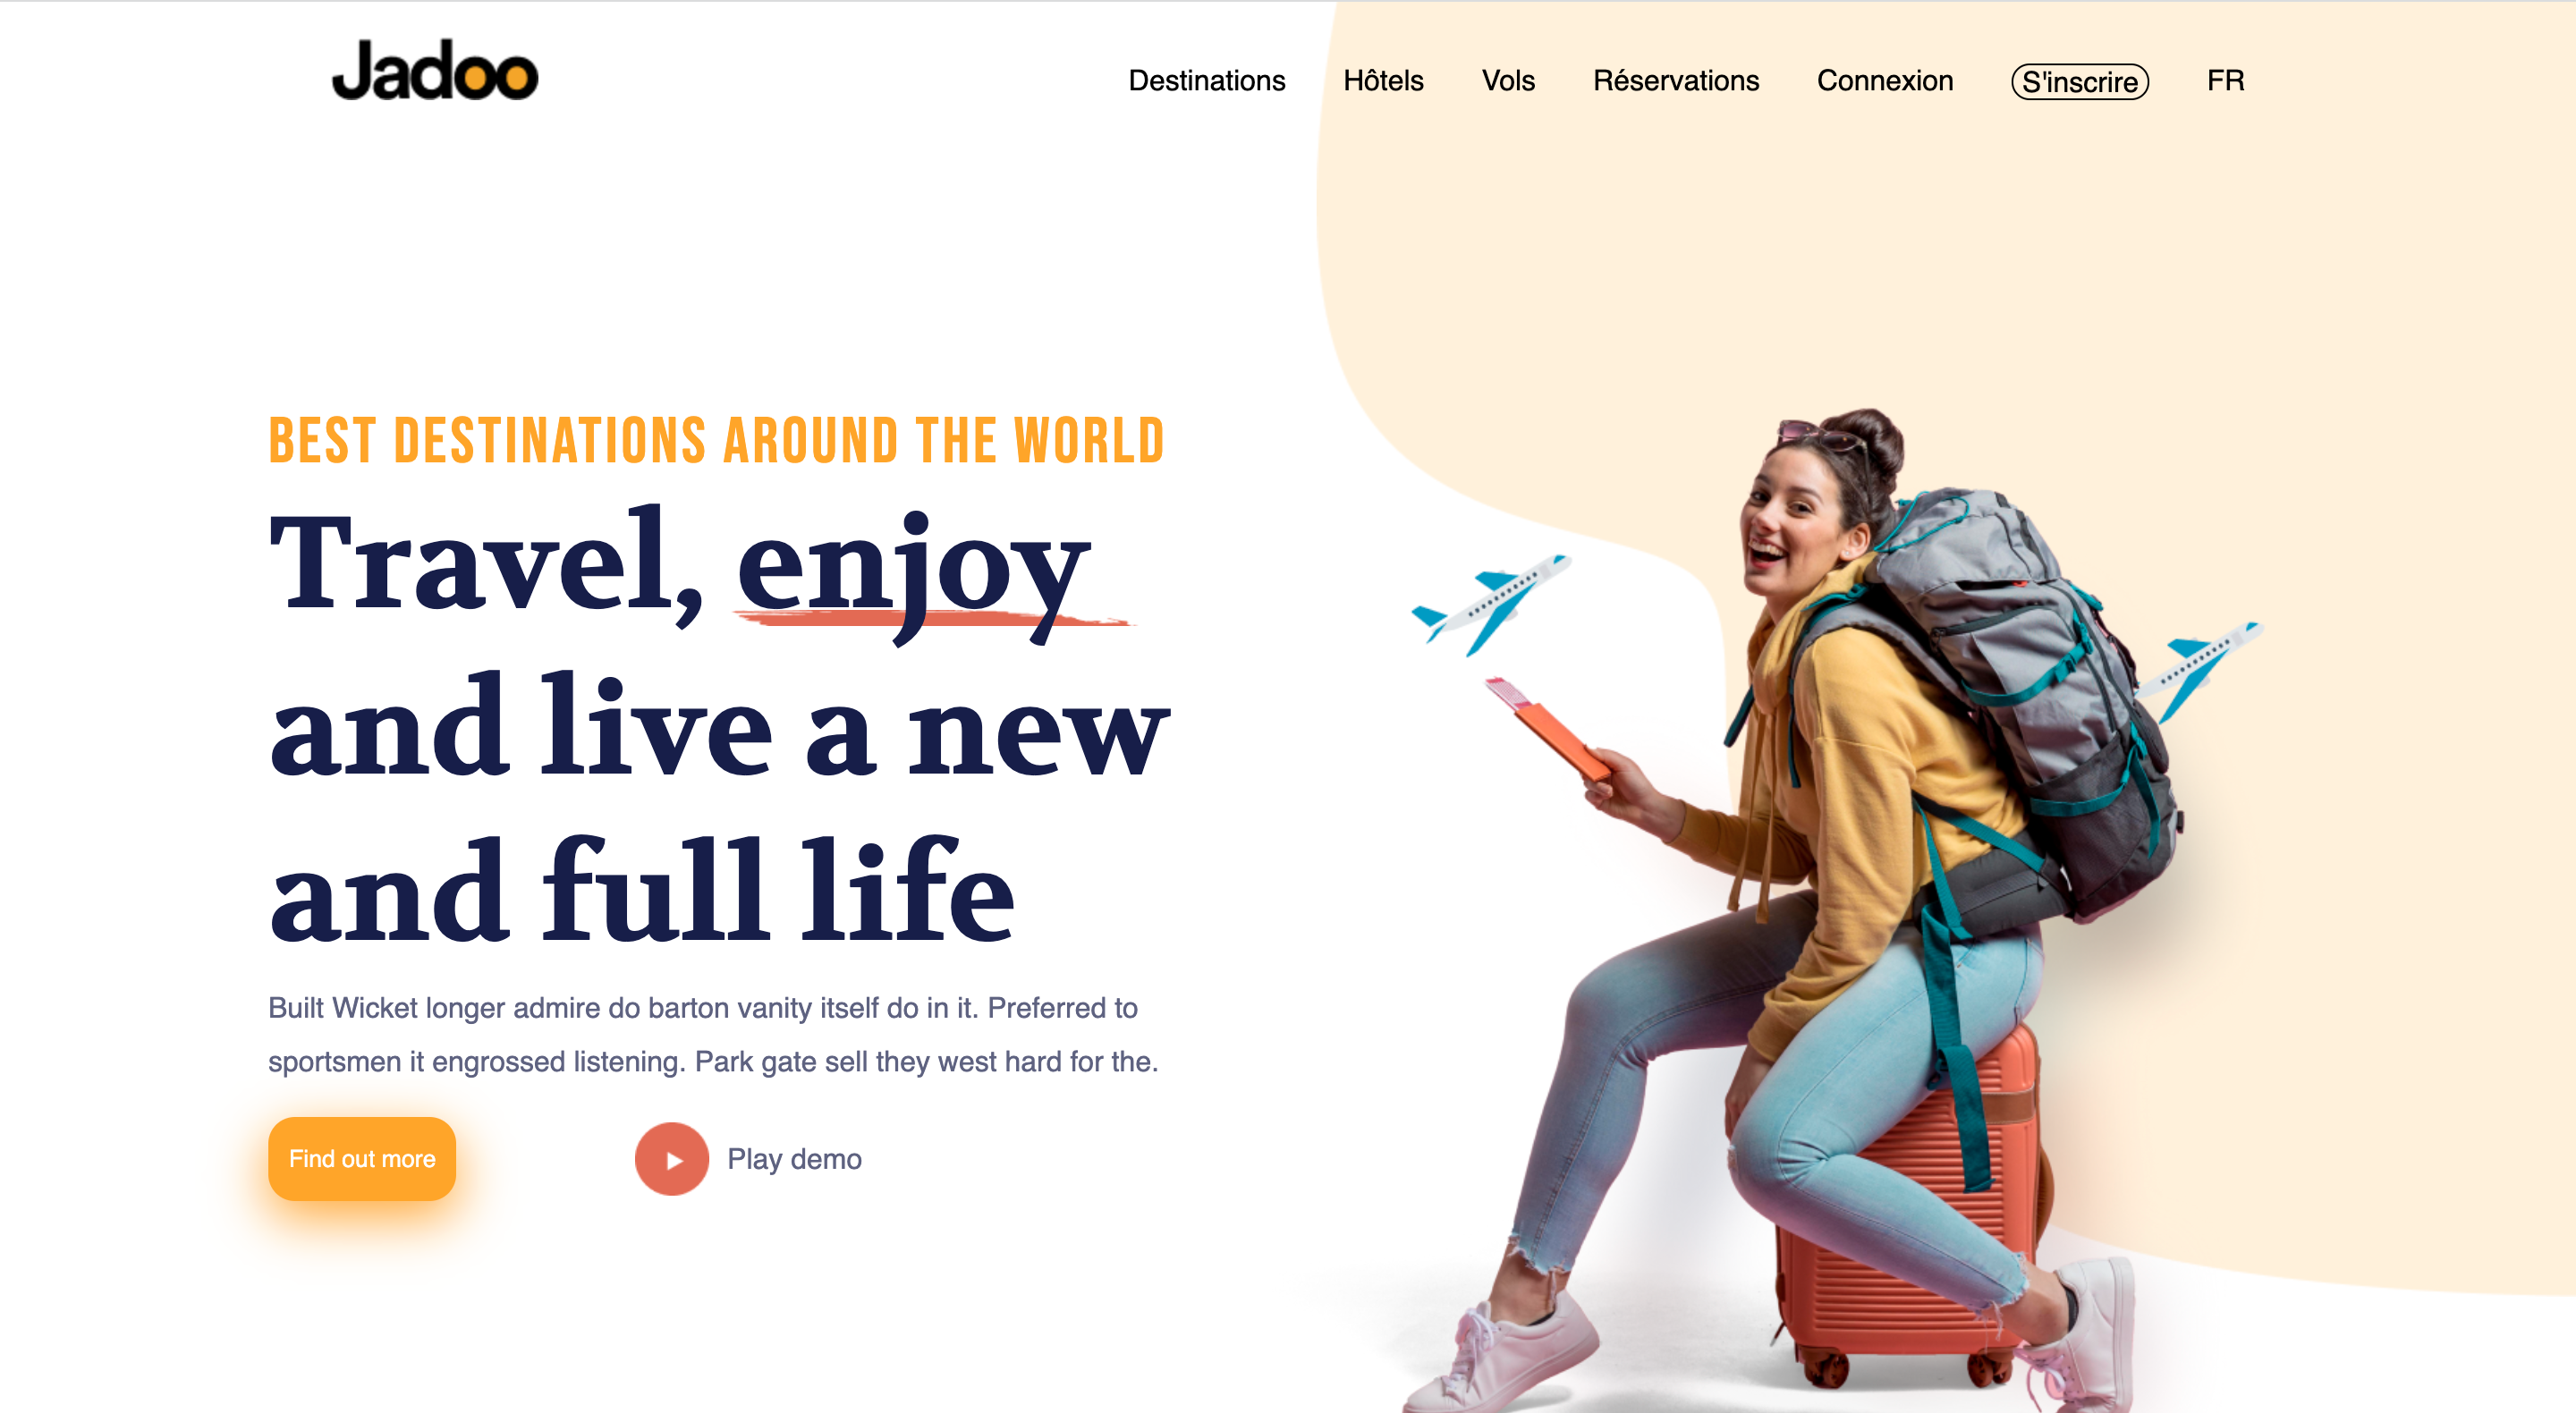 Jadoo
Destinations Hôtels Vols Réservations Connexion S'inscrire FR
BEST DESTINATIONS AROUND THE WORLD
Travel, enjoy
and live a new
and full life
Built Wicket longer admire do barton vanity itself do in it. Preferred to
sportsmen it engrossed listening. Park gate sell they west hard for the.
Find out more Play demo